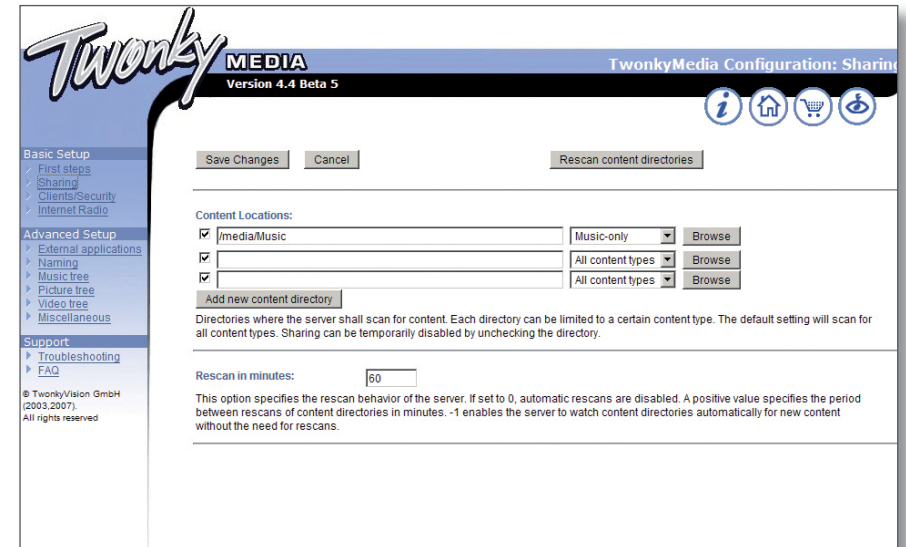 Twonky
MEDIA
TwonkyMedia Configuration: Sharing
Version 4.4 Beta 5
Basic Setup
First steps
Sharing
Clients/Security
Internet Radio
Advanced Setup
External applications
Naming
Music tree
Picture tree
Video tree
Miscellaneous
Support
Troubleshooting
FAQ
© TwonkyVision GmbH
(2003,2007).
All rights reserved
Save Changes Cancel Rescan content directories
Content Locations:
/media/Music Music-only Browse
All content types Browse
All content types Browse
Add new content directory
Directories where the server shall scan for content. Each directory can be limited to a certain content type. The default setting will scan for
all content types. Sharing can be temporarily disabled by unchecking the directory.
Rescan in minutes: 60
This option specifies the rescan behavior of the server. If set to 0, automatic rescans are disabled. A positive value specifies the period
between rescans of content directories in minutes. -1 enables the server to watch content directories automatically for new content
without the need for rescans.